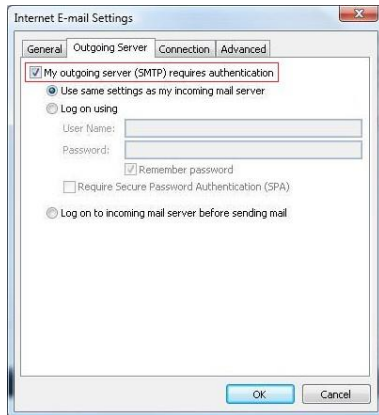 Internet E-mail Settings
General Outgoing Server Connection Advanced
My outgoing server (SMTP) requires authentication
Use same settings as my incoming mail server
Log on using
User Name:
Password:
Remember password
Require Secure Password Authentication (SPA)
Log on to incoming mail server before sending mail
OK Cancel